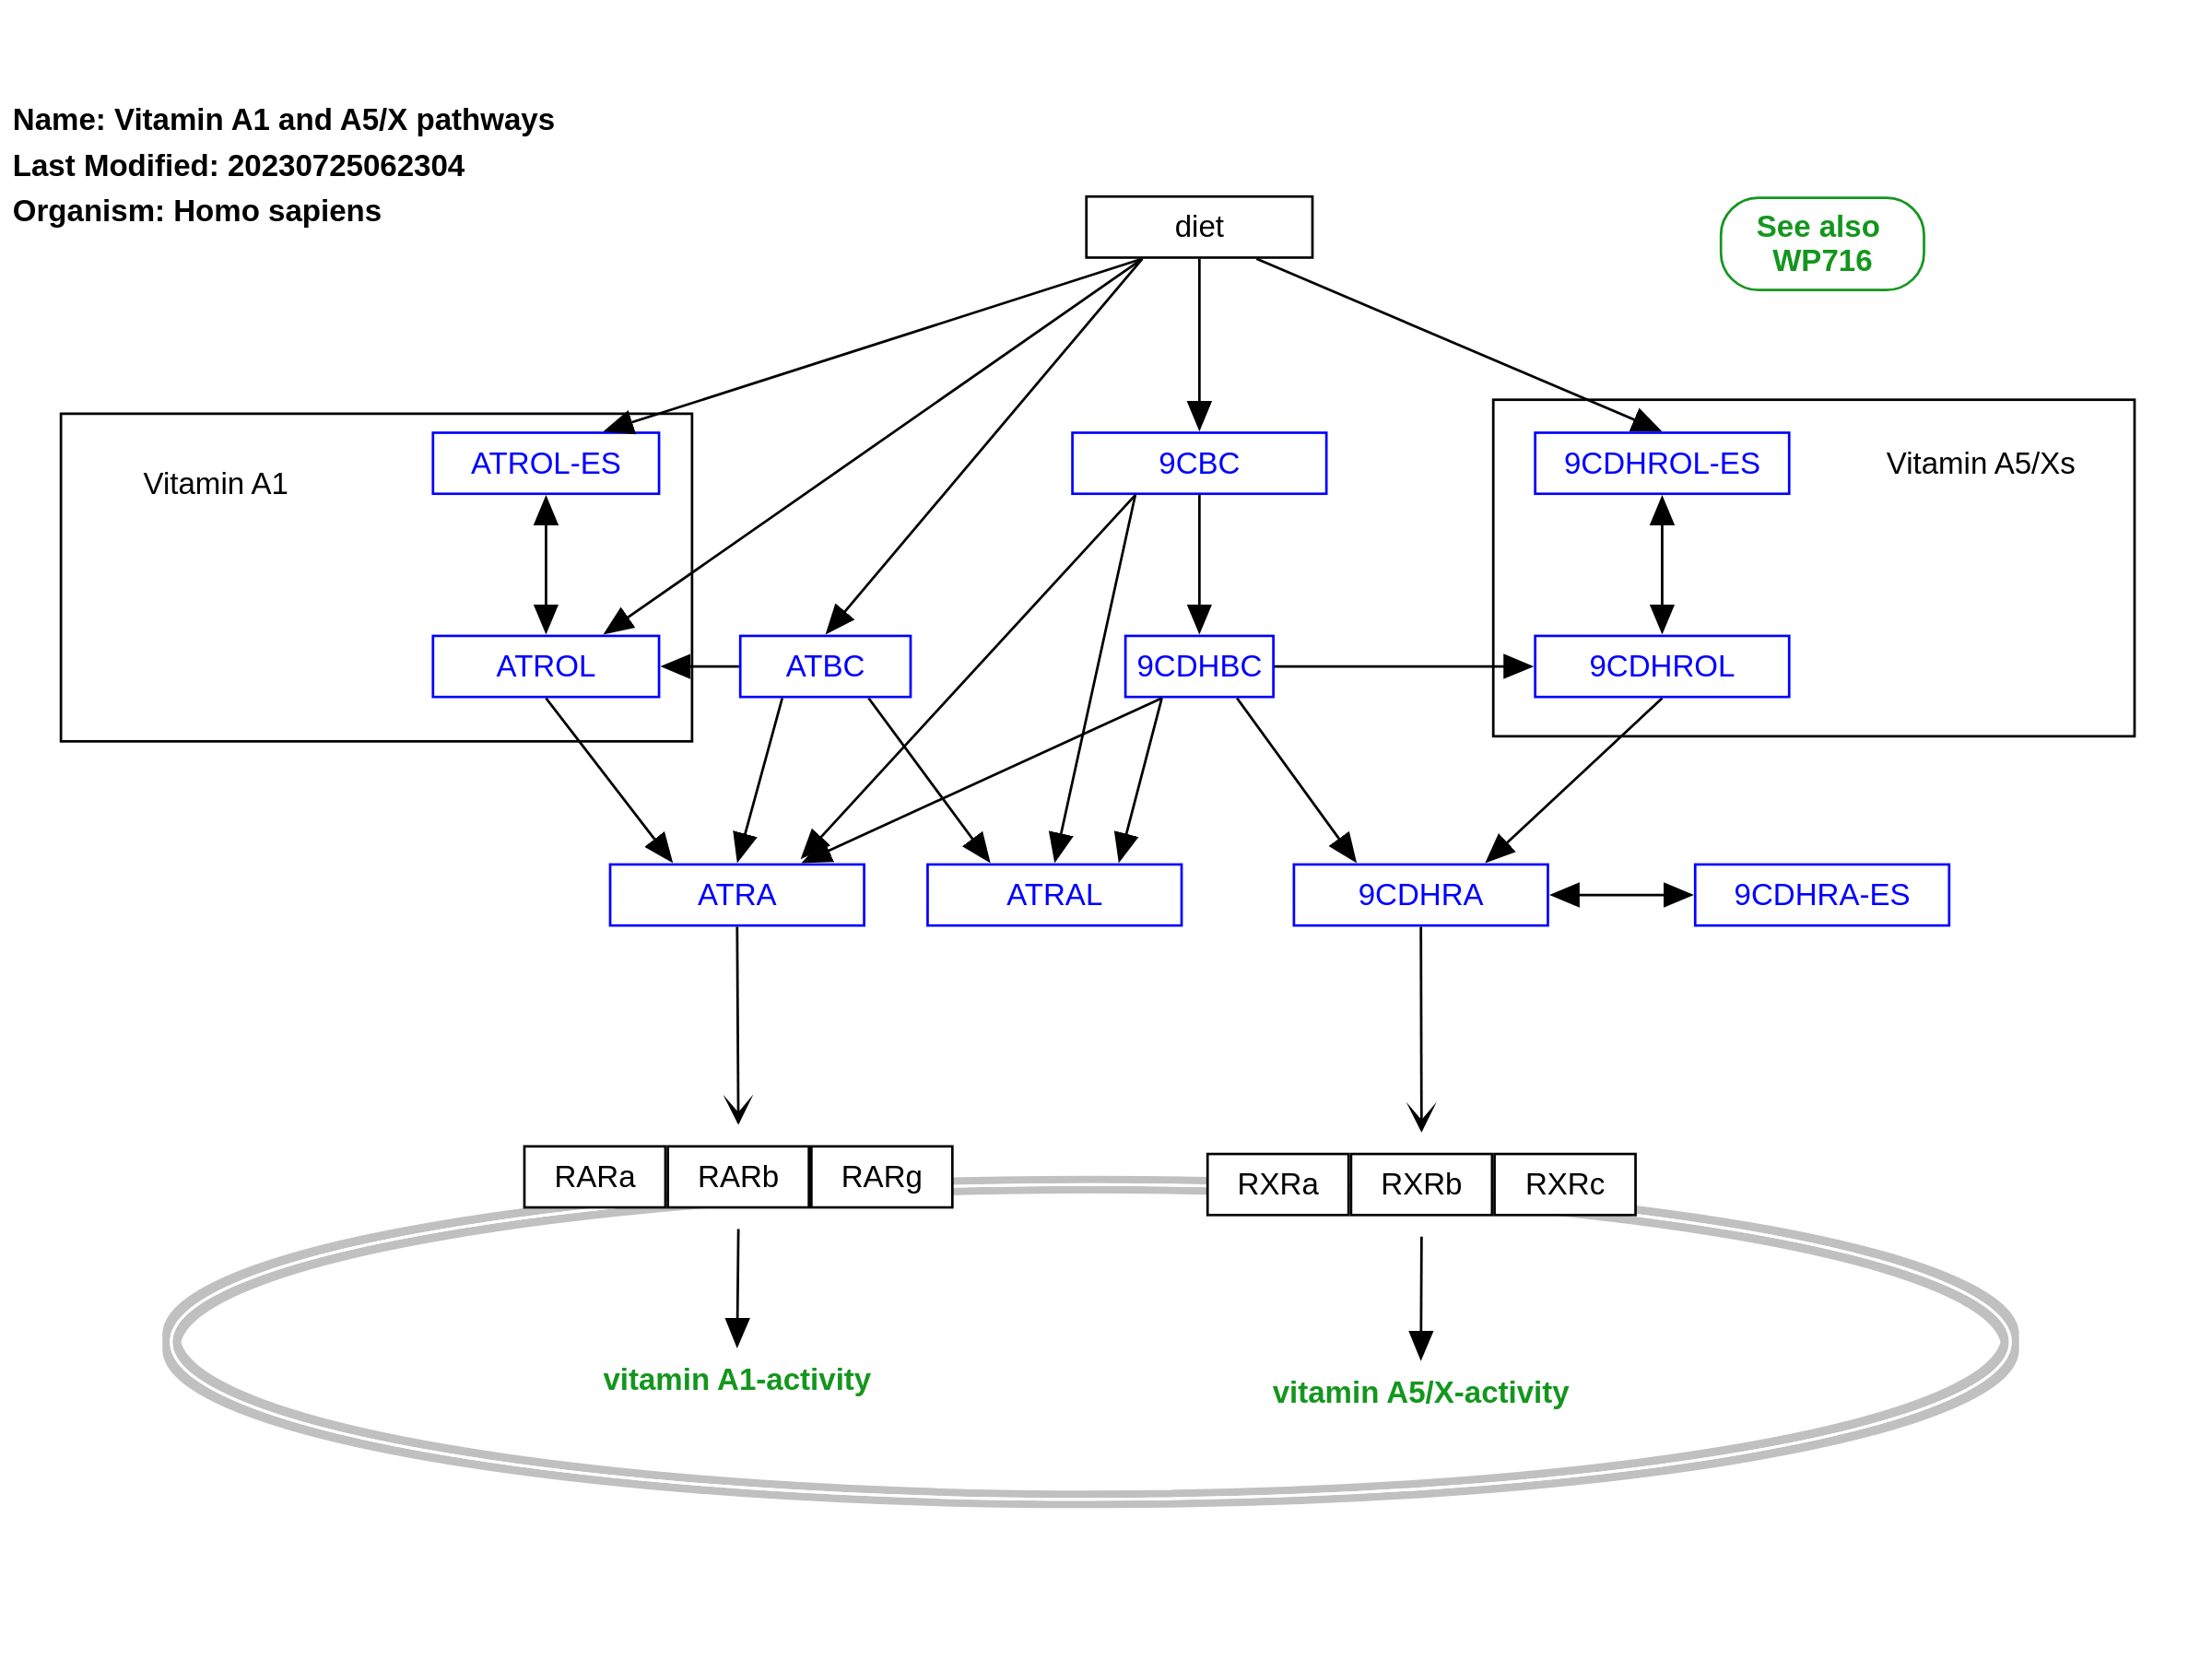 Name: Vitamin A1 and A5/X pathways
Last Modified: 20230725062304
Organism: Homo sapiens
diet
See also
WP716
Vitamin A1
ATROL-ES
9CBC
9CDHROL-ES
Vitamin A5/Xs
ATROL
ATBC
9CDHBC
9CDHROL
ATRA
ATRAL
9CDHRA
9CDHRA-ES
RARa
RARb
RARg
RXRa
RXRb
RXRc
vitamin A1-activity
vitamin A5/X-activity